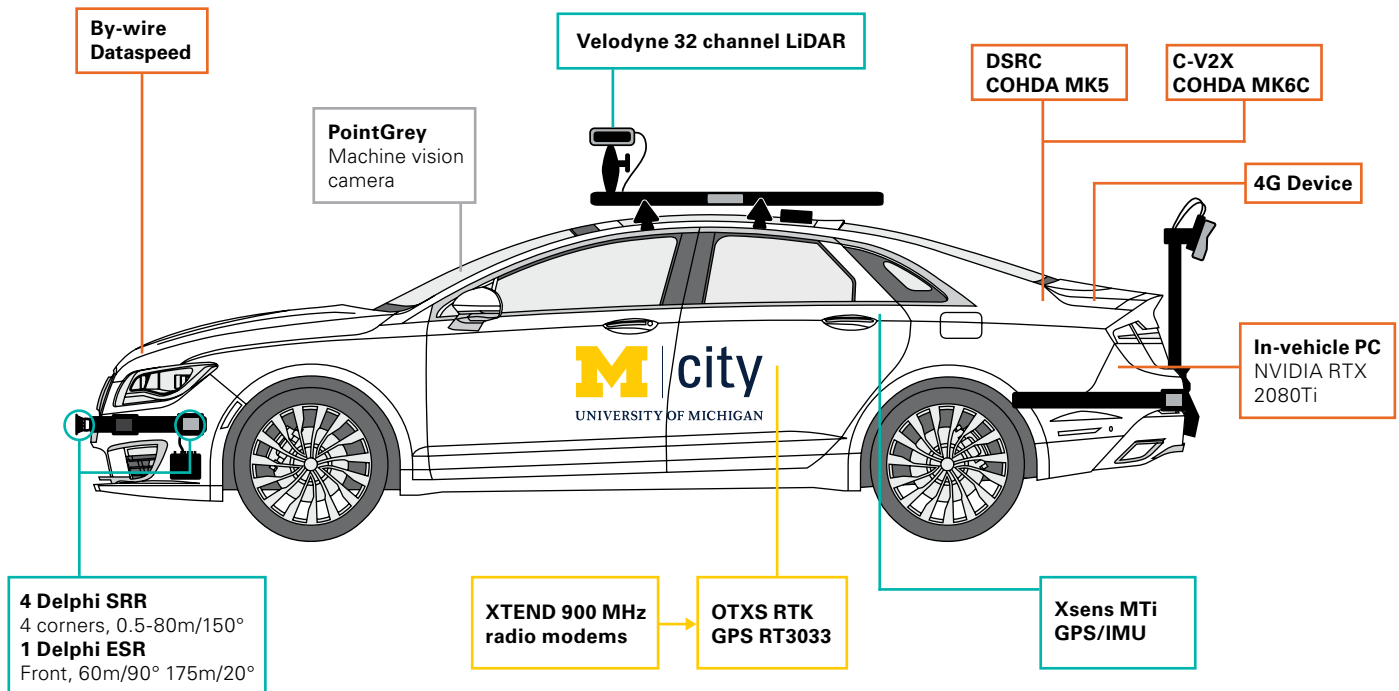 By-wire
Dataspeed
Velodyne 32 channel LiDAR
DSRC
COHDA MK5
C-V2X
COHDA MK6C
PointGrey
Machine vision
camera
4G Device
In-vehicle PC
NVIDIA RTX
2080Ti
M city
UNIVERSITY OF MICHIGAN
4 Delphi SRR
4 corners, 0.5-80m/150°
1 Delphi ESR
Front, 60m/90° 175m/20°
XTEND 900 MHz
radio modems
OTXS RTK
GPS RT3033
Xsens MTi
GPS/IMU